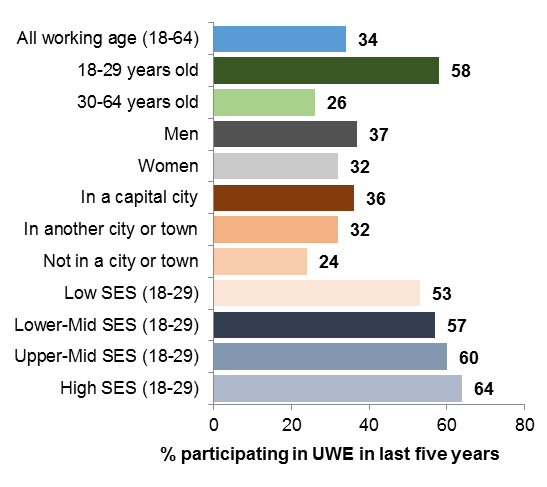 All working age (18-64) 34
18-29 years old 58
30-64 years old 26
Men 37
Women 32
In a capital city 36
In another city or town 32
Not in a city or town 24
Low SES (18-29) 53
Lower-Mid SES (18-29) 57
Upper-Mid SES (18-29) 60
High SES (18-29) 64
0 20 40 60 80
% participating in UWE in last five years